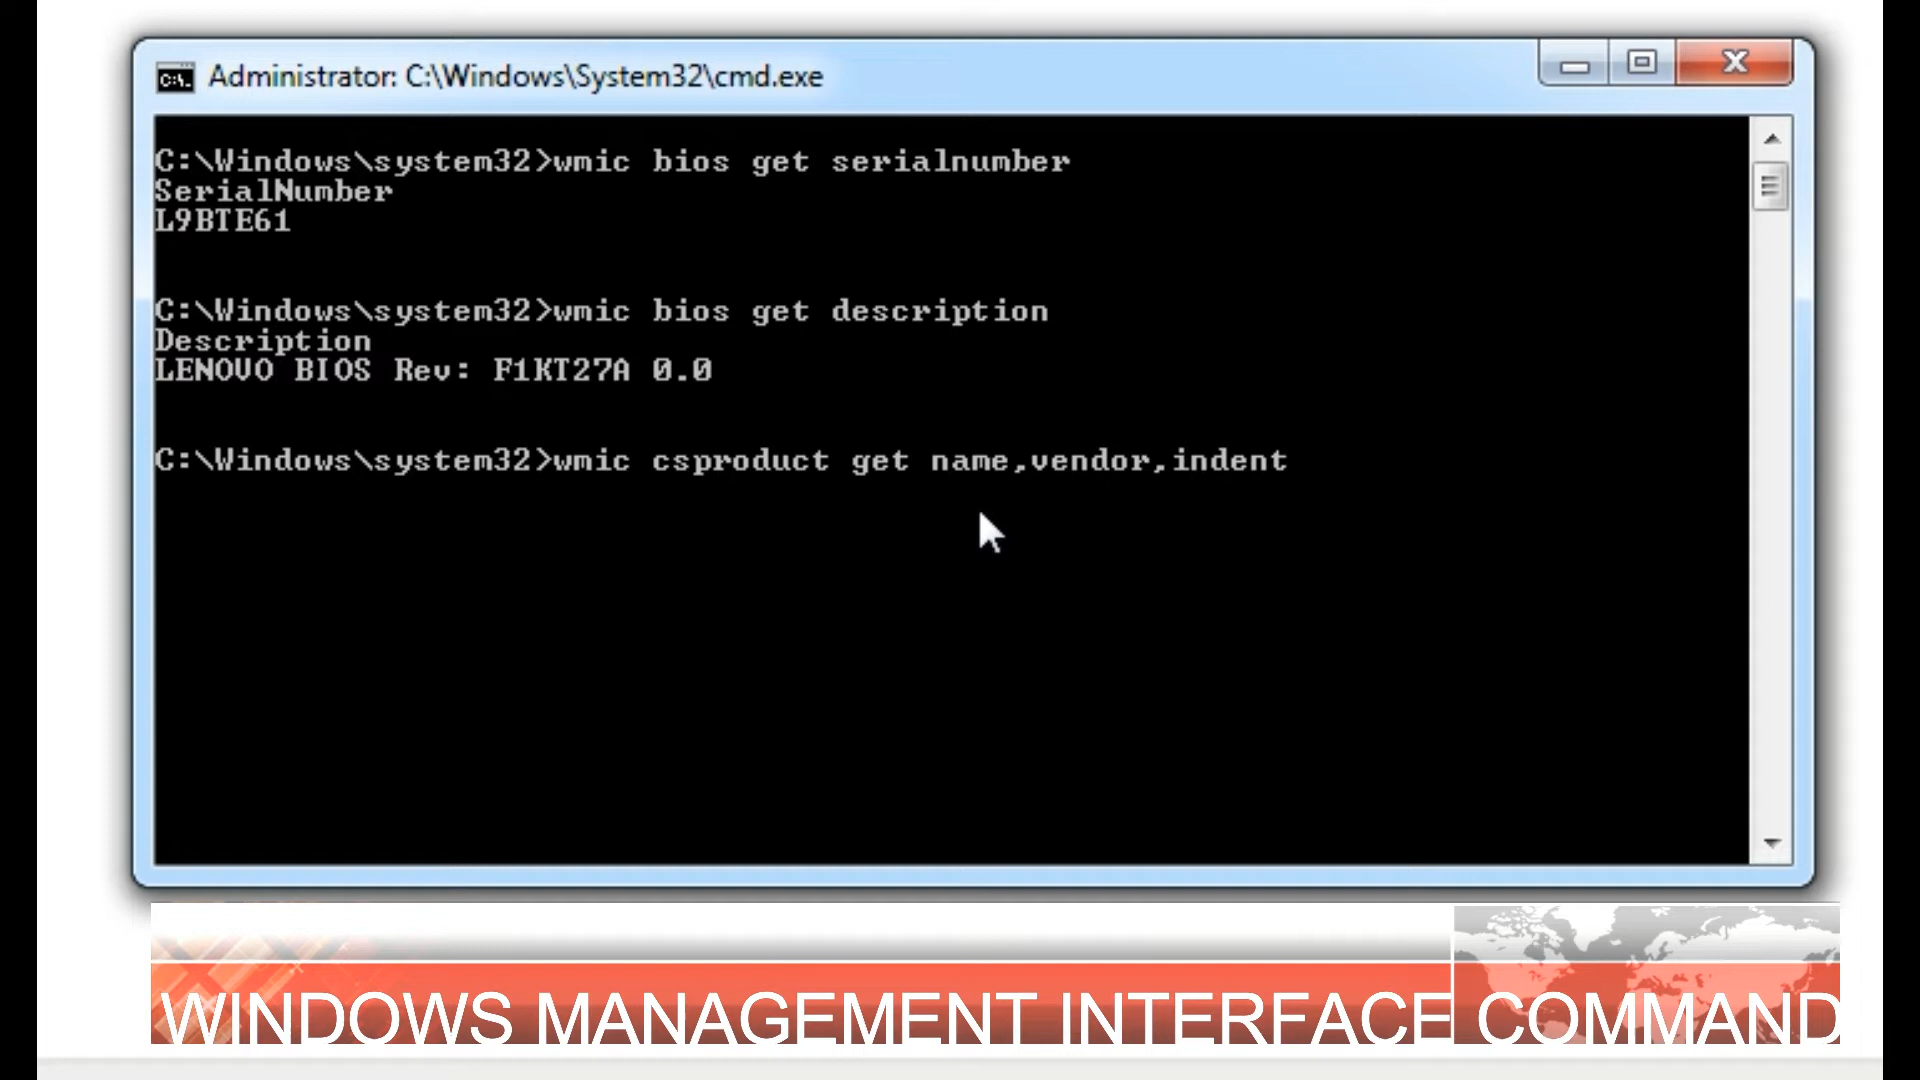 Administrator: C:\Windows\System32\cmd.exe
C:\Windows\system32>wmic bios get serialnumber
SerialNumber
L9BTE61
C:\Windows\system32>wmic bios get description
Description
LENOVO BIOS Rev: F1KT27A 0.0
C:\Windows\system32>wmic csproduct get name,vendor,indent
WINDOWS MANAGEMENT INTERFACE COMMAND